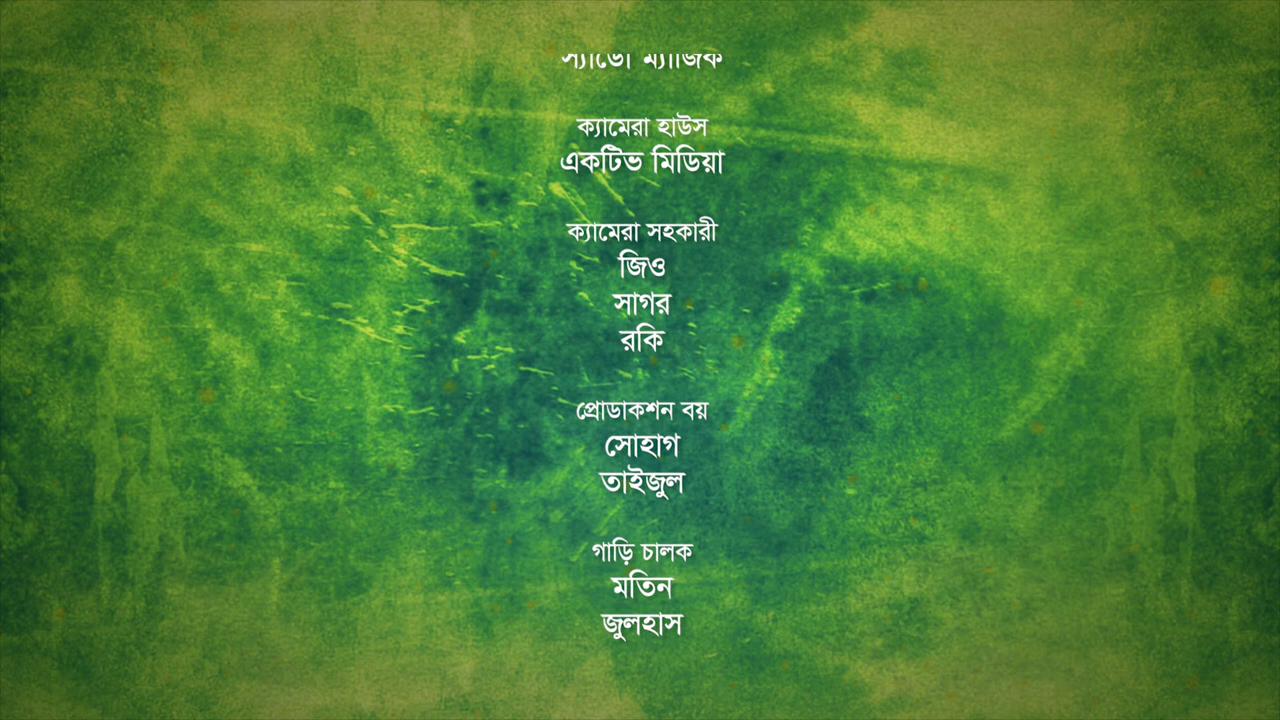 ম্যাজিক
ক্যামেরা হাউস
একটিভ মিডিয়া
ক্যামেরা সহকারী
জিও
সাগর
রকি
প্রোডাকশন বয়
সোহাগ
তাইজুল
গাড়ি চালক
মতিন
জুলহাস